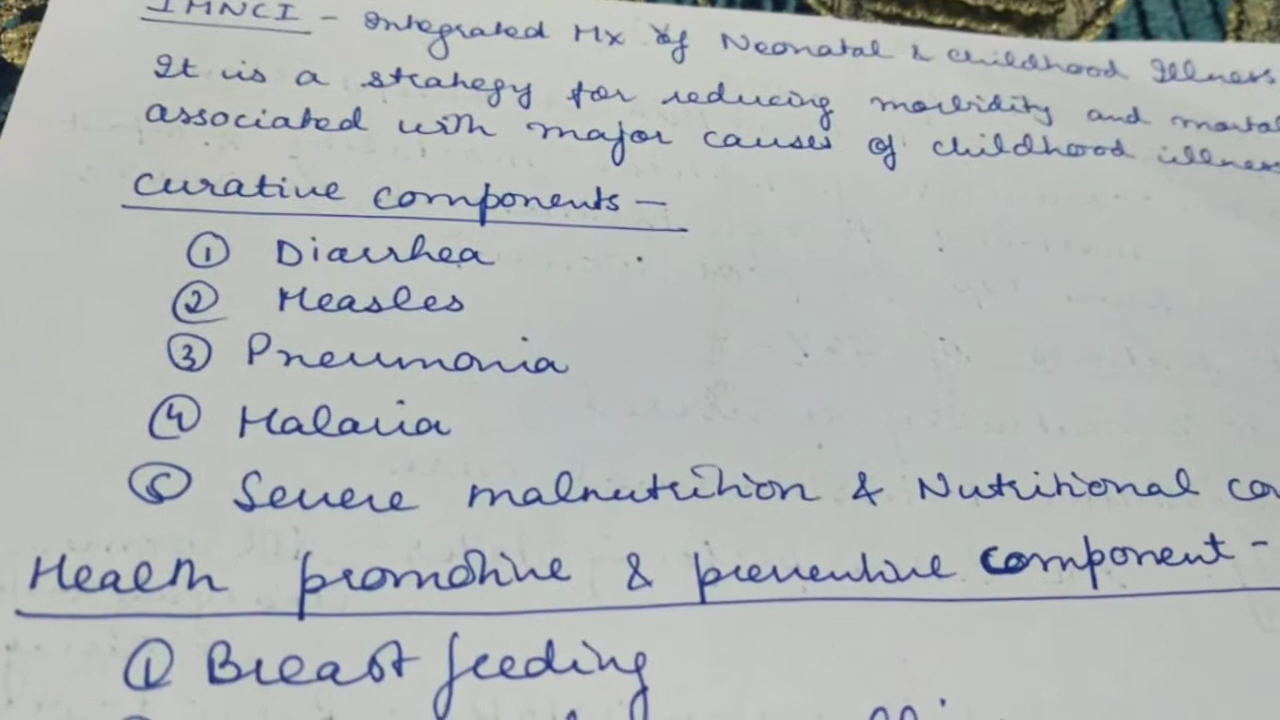 IMNCI - Integrated Mx of Neonatal & childhood Illness
It is a strategy for reducing morbidity and
associated with major causes of childhood illness
Curative components -
① Diarrhea
② Measles
③ Pneumonia
④ Malaria
⑤ Severe malnutrition & Nutritional
Health promotive & preventive component -
① Breast feeding